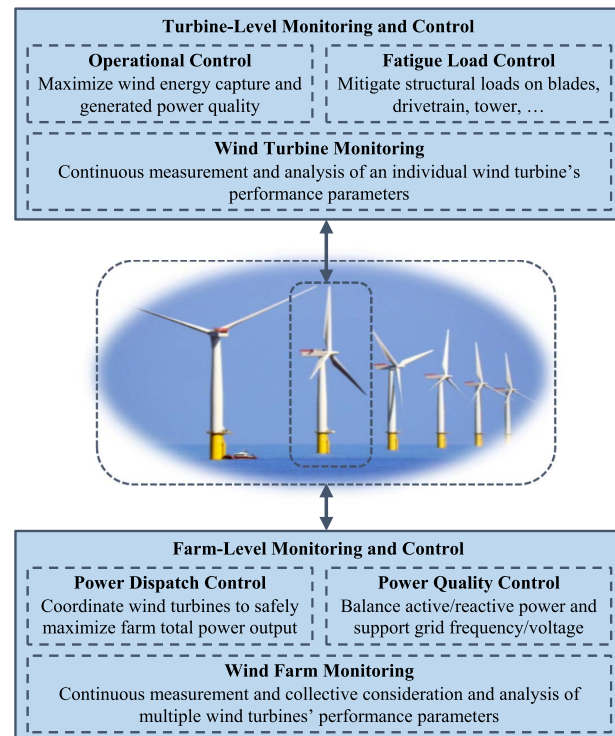 Turbine-Level Monitoring and Control
Operational Control
Maximize wind energy capture and
generated power quality
Fatigue Load Control
Mitigate structural loads on blades,
drivetrain, tower, …
Wind Turbine Monitoring
Continuous measurement and analysis of an individual wind turbine’s
performance parameters
Farm-Level Monitoring and Control
Power Dispatch Control
Coordinate wind turbines to safely
maximize farm total power output
Power Quality Control
Balance active/reactive power and
support grid frequency/voltage
Wind Farm Monitoring
Continuous measurement and collective consideration and analysis of
multiple wind turbines’ performance parameters